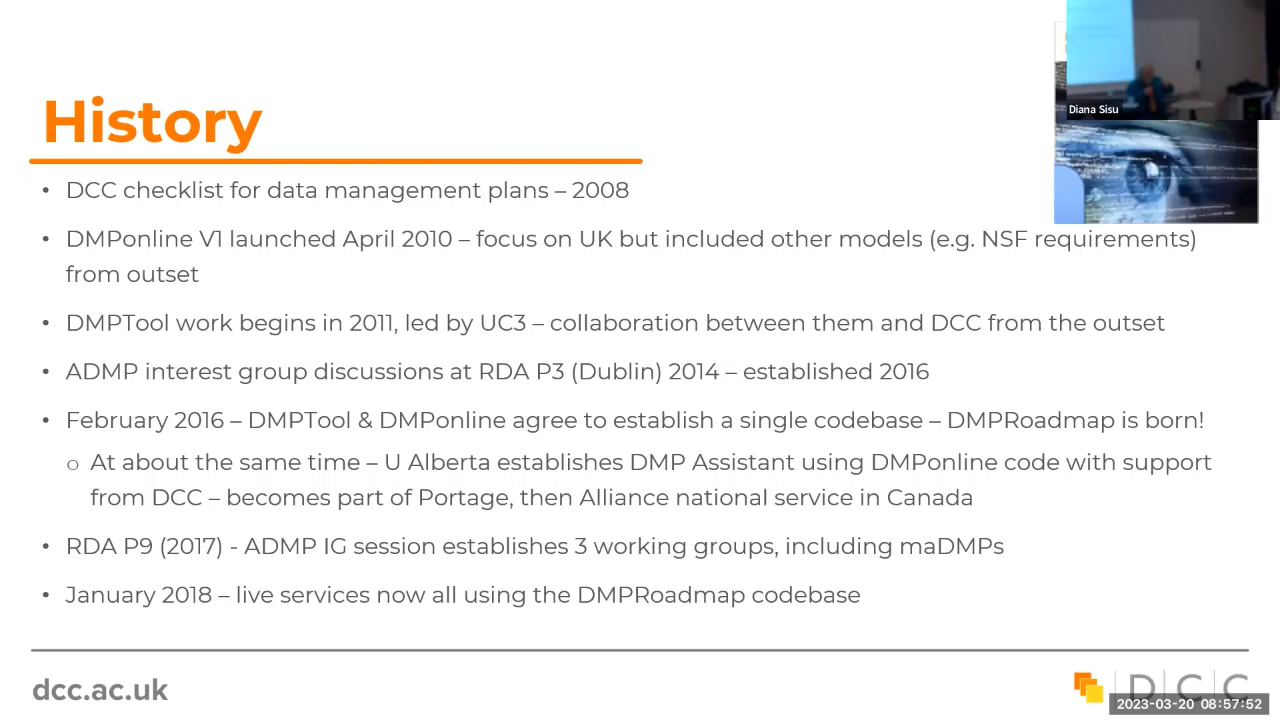 Diana Sisu
History
• DCC checklist for data management plans – 2008
• DMPonline V1 launched April 2010 – focus on UK but included other models (e.g. NSF requirements)
from outset
• DMPTool work begins in 2011, led by UC3 – collaboration between them and DCC from the outset
• ADMP interest group discussions at RDA P3 (Dublin) 2014 – established 2016
• February 2016 – DMPTool & DMPonline agree to establish a single codebase – DMPRoadmap is born!
o At about the same time – U Alberta establishes DMP Assistant using DMPonline code with support
from DCC – becomes part of Portage, then Alliance national service in Canada
• RDA P9 (2017) - ADMP IG session establishes 3 working groups, including maDMPs
• January 2018 – live services now all using the DMPRoadmap codebase
dcc.ac.uk
D|C|C
2023-03-20 08:57:52